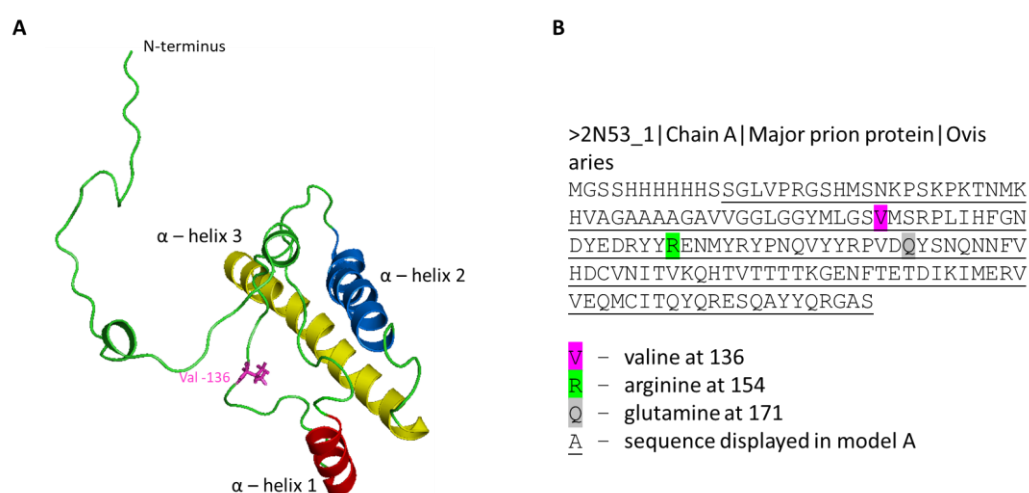 A
N-terminus
α – helix 3
α – helix 2
Val -136
α – helix 1
B
>2N53_1|Chain A|Major prion protein|Ovis
aries
MGSSHHHHHHSSGLVPRGSHMSNKPSKPKTNMK
HVAGAAAAGAVVGGLGGYMLGSVMSRPLIHFGN
DYEDRYYRENMYRYPNQVYYRPVDQYSNQNNFV
HDCVNITVKQHTVTTTTKGENFTETDIKIMERV
VEQMCITQYQRESQAYYQRGAS
V – valine at 136
R – arginine at 154
Q – glutamine at 171
A – sequence displayed in model A